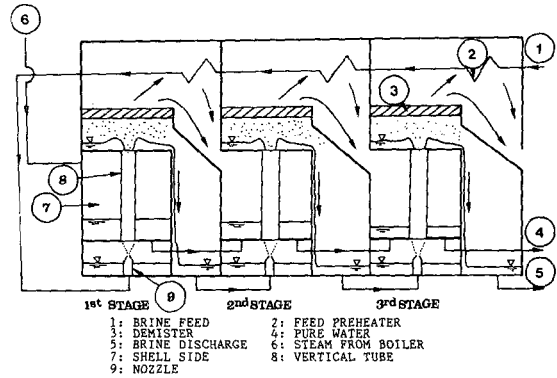 6
1
2
3
8
7
4
5
9
1st STAGE 2nd STAGE 3rd STAGE
1: BRINE FEED 2: FEED PREHEATER
3: DEMISTER 4: PURE WATER
5: BRINE DISCHARGE 6: STEAM FROM BOILER
7: SHELL SIDE 8: VERTICAL TUBE
9: NOZZLE